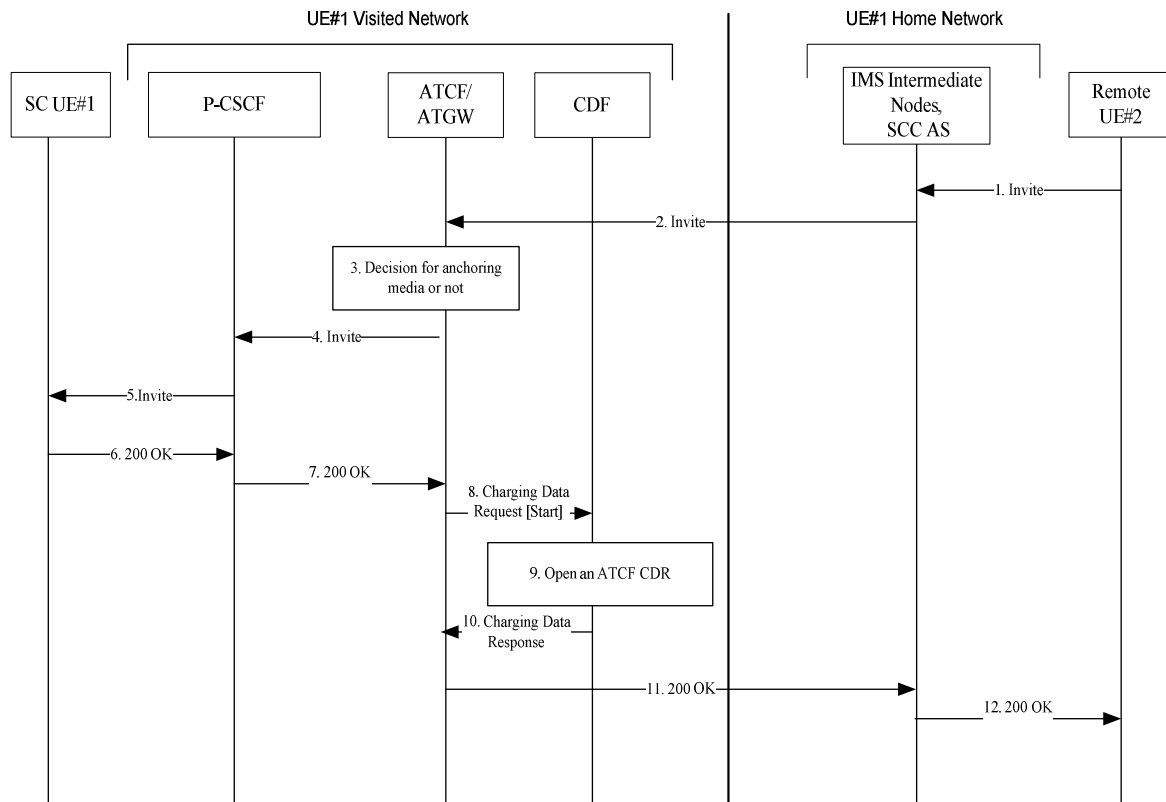 UE#1 Visited Network
UE#1 Home Network
SC UE#1
P-CSCF
ATCF/
ATGW
CDF
IMS Intermediate
Nodes,
SCC AS
Remote
UE#2
1. Invite
2. Invite
3. Decision for anchoring
media or not
4. Invite
5.Invite
6. 200 OK
7. 200 OK
8. Charging Data
Request [Start]
9. Open an ATCF CDR
10. Charging Data
Response
11. 200 OK
12. 200 OK